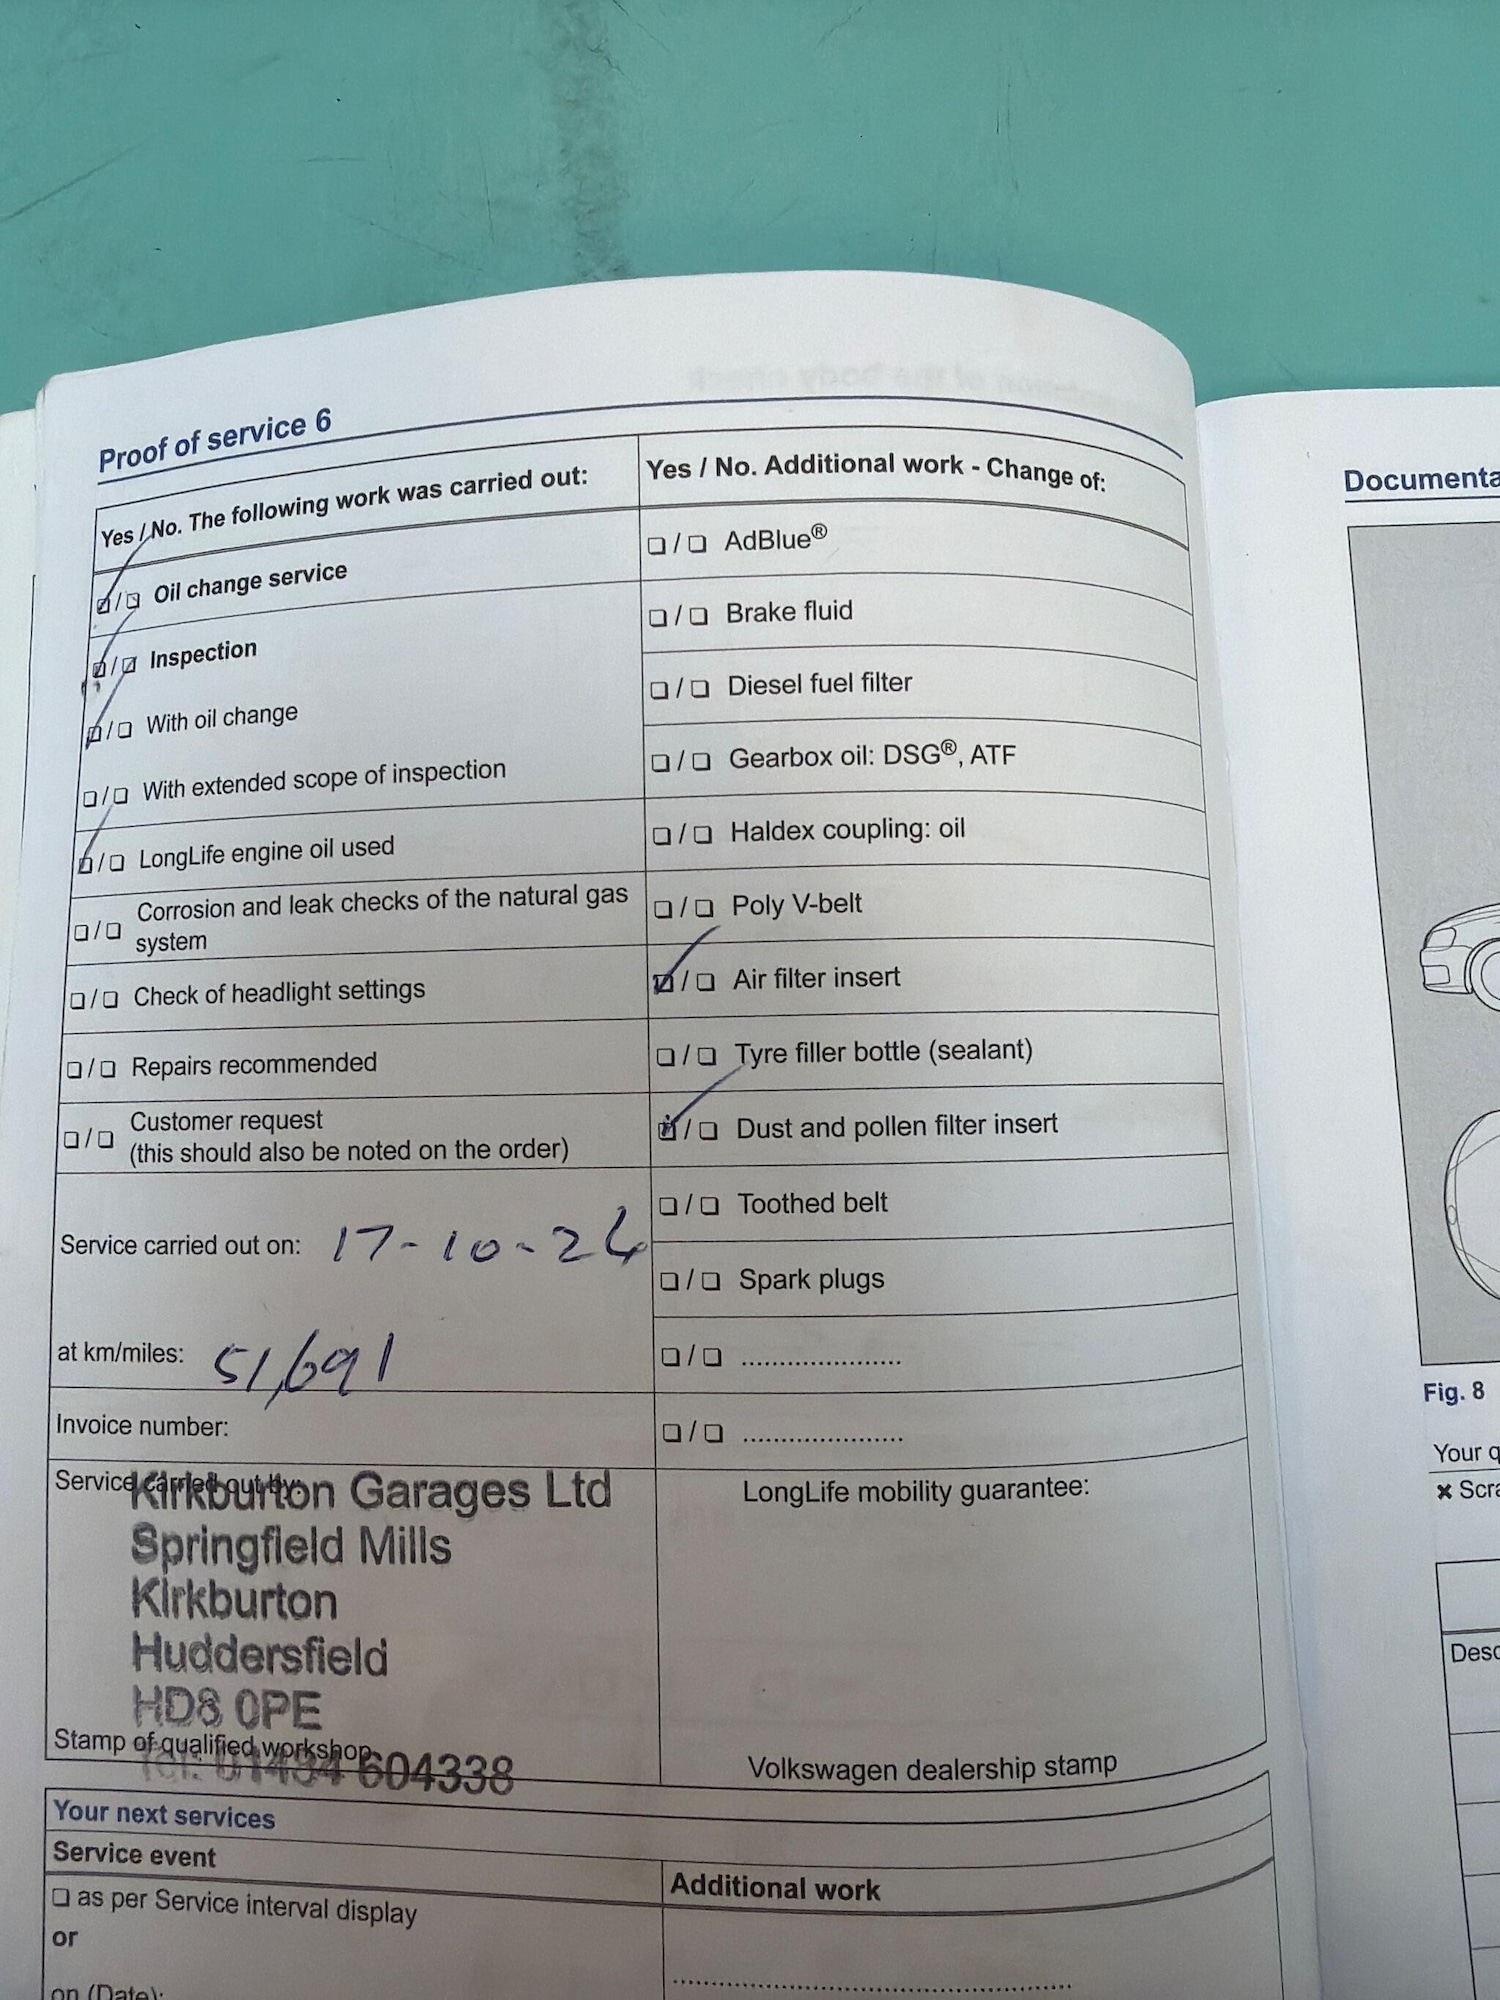 Proof of service 6
Yes / No. The following work was carried out:
☑ / ☐ Oil change service
☑ / ☐ Inspection
☑ / ☐ With oil change
☐ / ☐ With extended scope of inspection
☑ / ☐ LongLife engine oil used
☐ / ☐ Corrosion and leak checks of the natural gas
system
☐ / ☐ Check of headlight settings
☐ / ☐ Repairs recommended
☐ / ☐ Customer request
(this should also be noted on the order)
Service carried out on: 17-10-24
at km/miles: 51,691
Invoice number:
Service carried out by:
Kirkburton Garages Ltd
Springfield Mills
Kirkburton
Huddersfield
HD8 0PE
Tel: 01484 604338
Stamp of qualified workshop
Yes / No. Additional work - Change of:
☐ / ☐ AdBlue®
☐ / ☐ Brake fluid
☐ / ☐ Diesel fuel filter
☐ / ☐ Gearbox oil: DSG®, ATF
☐ / ☐ Haldex coupling: oil
☐ / ☐ Poly V-belt
☑ / ☐ Air filter insert
☐ / ☐ Tyre filler bottle (sealant)
☑ / ☐ Dust and pollen filter insert
☐ / ☐ Toothed belt
☐ / ☐ Spark plugs
☐ / ☐ ......................
☐ / ☐ ......................
LongLife mobility guarantee:
Volkswagen dealership stamp
Your next services
Service event
☐ as per Service interval display
or
on (Date):
Additional work
Documenta
Fig. 8
Your q
✖ Scra
Desc